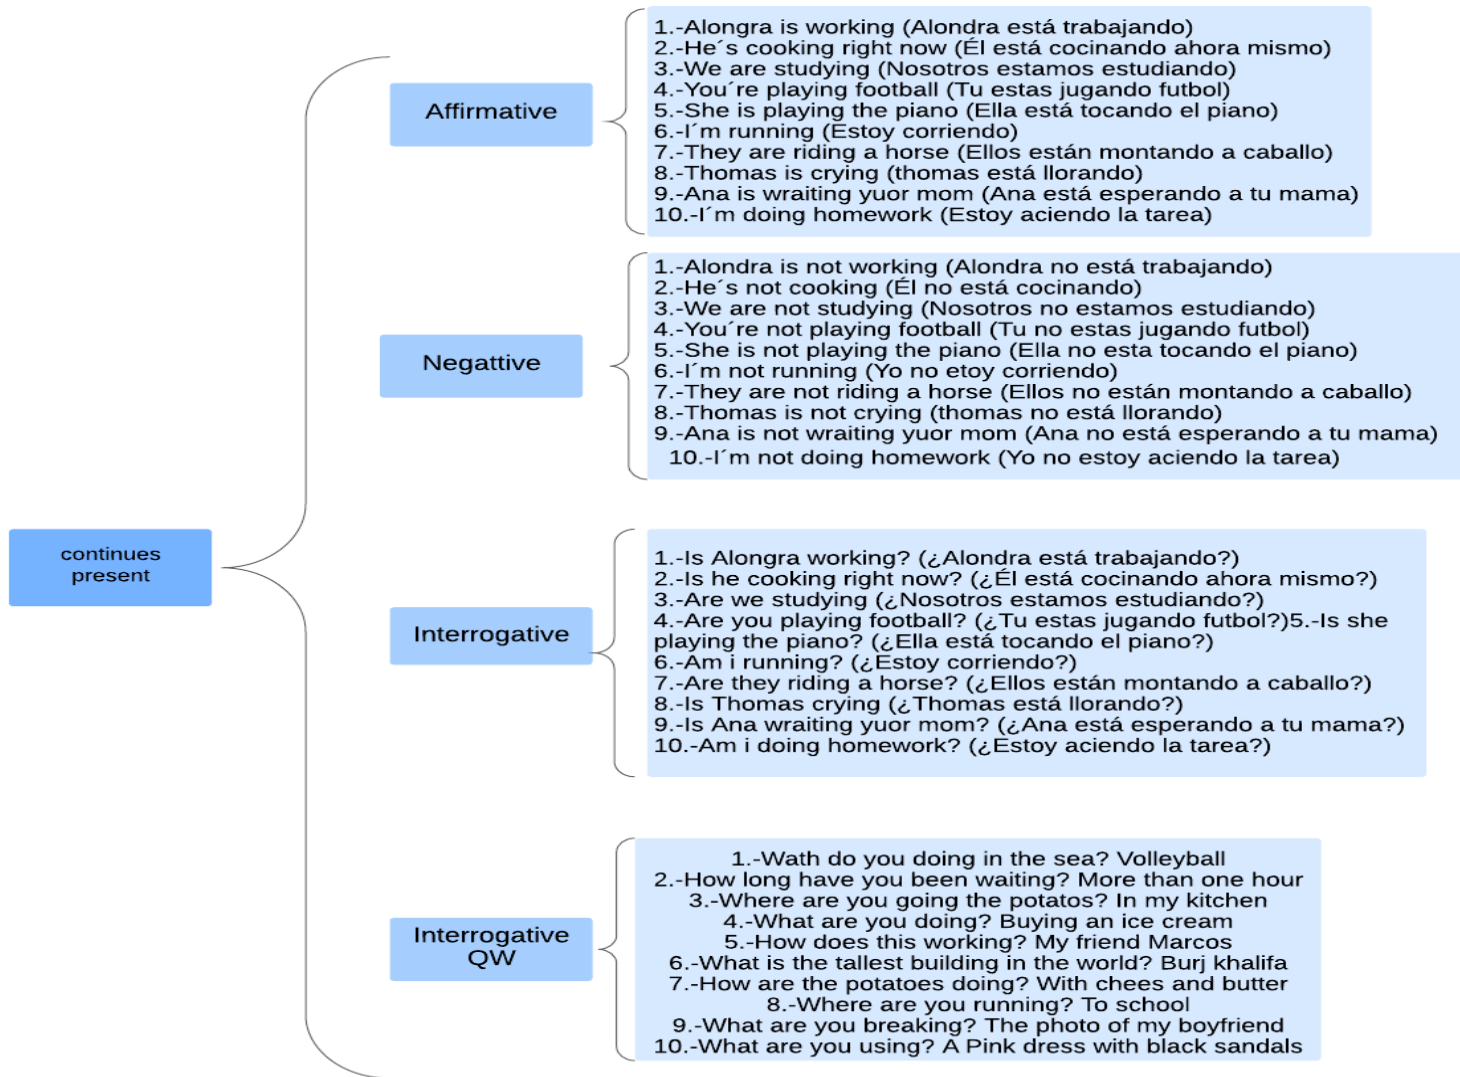 continues
present
Affirmative
1.-Alongra is working (Alondra está trabajando)
2.-He´s cooking right now (Él está cocinando ahora mismo)
3.-We are studying (Nosotros estamos estudiando)
4.-You´re playing football (Tu estas jugando futbol)
5.-She is playing the piano (Ella está tocando el piano)
6.-I´m running (Estoy corriendo)
7.-They are riding a horse (Ellos están montando a caballo)
8.-Thomas is crying (thomas está llorando)
9.-Ana is wraiting yuor mom (Ana está esperando a tu mama)
10.-I´m doing homework (Estoy aciendo la tarea)
Negattive
1.-Alondra is not working (Alondra no está trabajando)
2.-He´s not cooking (Él no está cocinando)
3.-We are not studying (Nosotros no estamos estudiando)
4.-You´re not playing football (Tu no estas jugando futbol)
5.-She is not playing the piano (Ella no esta tocando el piano)
6.-I´m not running (Yo no etoy corriendo)
7.-They are not riding a horse (Ellos no están montando a caballo)
8.-Thomas is not crying (thomas no está llorando)
9.-Ana is not wraiting yuor mom (Ana no está esperando a tu mama)
10.-I´m not doing homework (Yo no estoy aciendo la tarea)
Interrogative
1.-Is Alongra working? (¿Alondra está trabajando?)
2.-Is he cooking right now? (¿Él está cocinando ahora mismo?)
3.-Are we studying (¿Nosotros estamos estudiando?)
4.-Are you playing football? (¿Tu estas jugando futbol?)5.-Is she
playing the piano? (¿Ella está tocando el piano?)
6.-Am i running? (¿Estoy corriendo?)
7.-Are they riding a horse? (¿Ellos están montando a caballo?)
8.-Is Thomas crying (¿Thomas está llorando?)
9.-Is Ana wraiting yuor mom? (¿Ana está esperando a tu mama?)
10.-Am i doing homework? (¿Estoy aciendo la tarea?)
Interrogative
QW
1.-Wath do you doing in the sea? Volleyball
2.-How long have you been waiting? More than one hour
3.-Where are you going the potatos? In my kitchen
4.-What are you doing? Buying an ice cream
5.-How does this working? My friend Marcos
6.-What is the tallest building in the world? Burj khalifa
7.-How are the potatoes doing? With chees and butter
8.-Where are you running? To school
9.-What are you breaking? The photo of my boyfriend
10.-What are you using? A Pink dress with black sandals